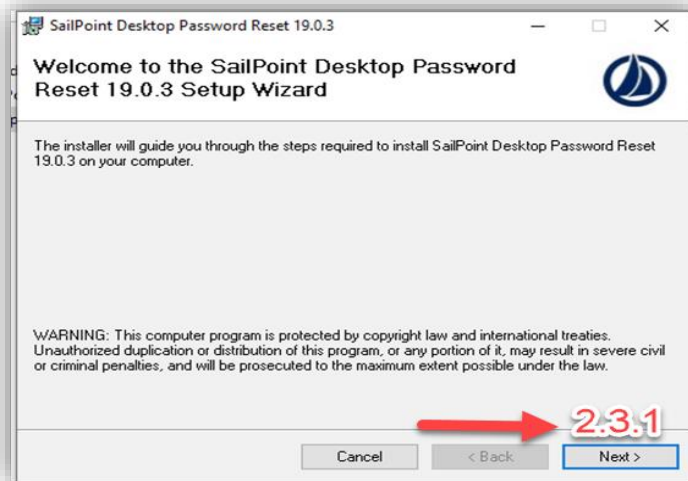 SailPoint Desktop Password Reset 19.0.3
Welcome to the SailPoint Desktop Password
Reset 19.0.3 Setup Wizard
The installer will guide you through the steps required to install SailPoint Desktop Password Reset
19.0.3 on your computer.
WARNING: This computer program is protected by copyright law and international treaties.
Unauthorized duplication or distribution of this program, or any portion of it, may result in severe civil
or criminal penalties, and will be prosecuted to the maximum extent possible under the law.
2.3.1
Cancel
< Back
Next >